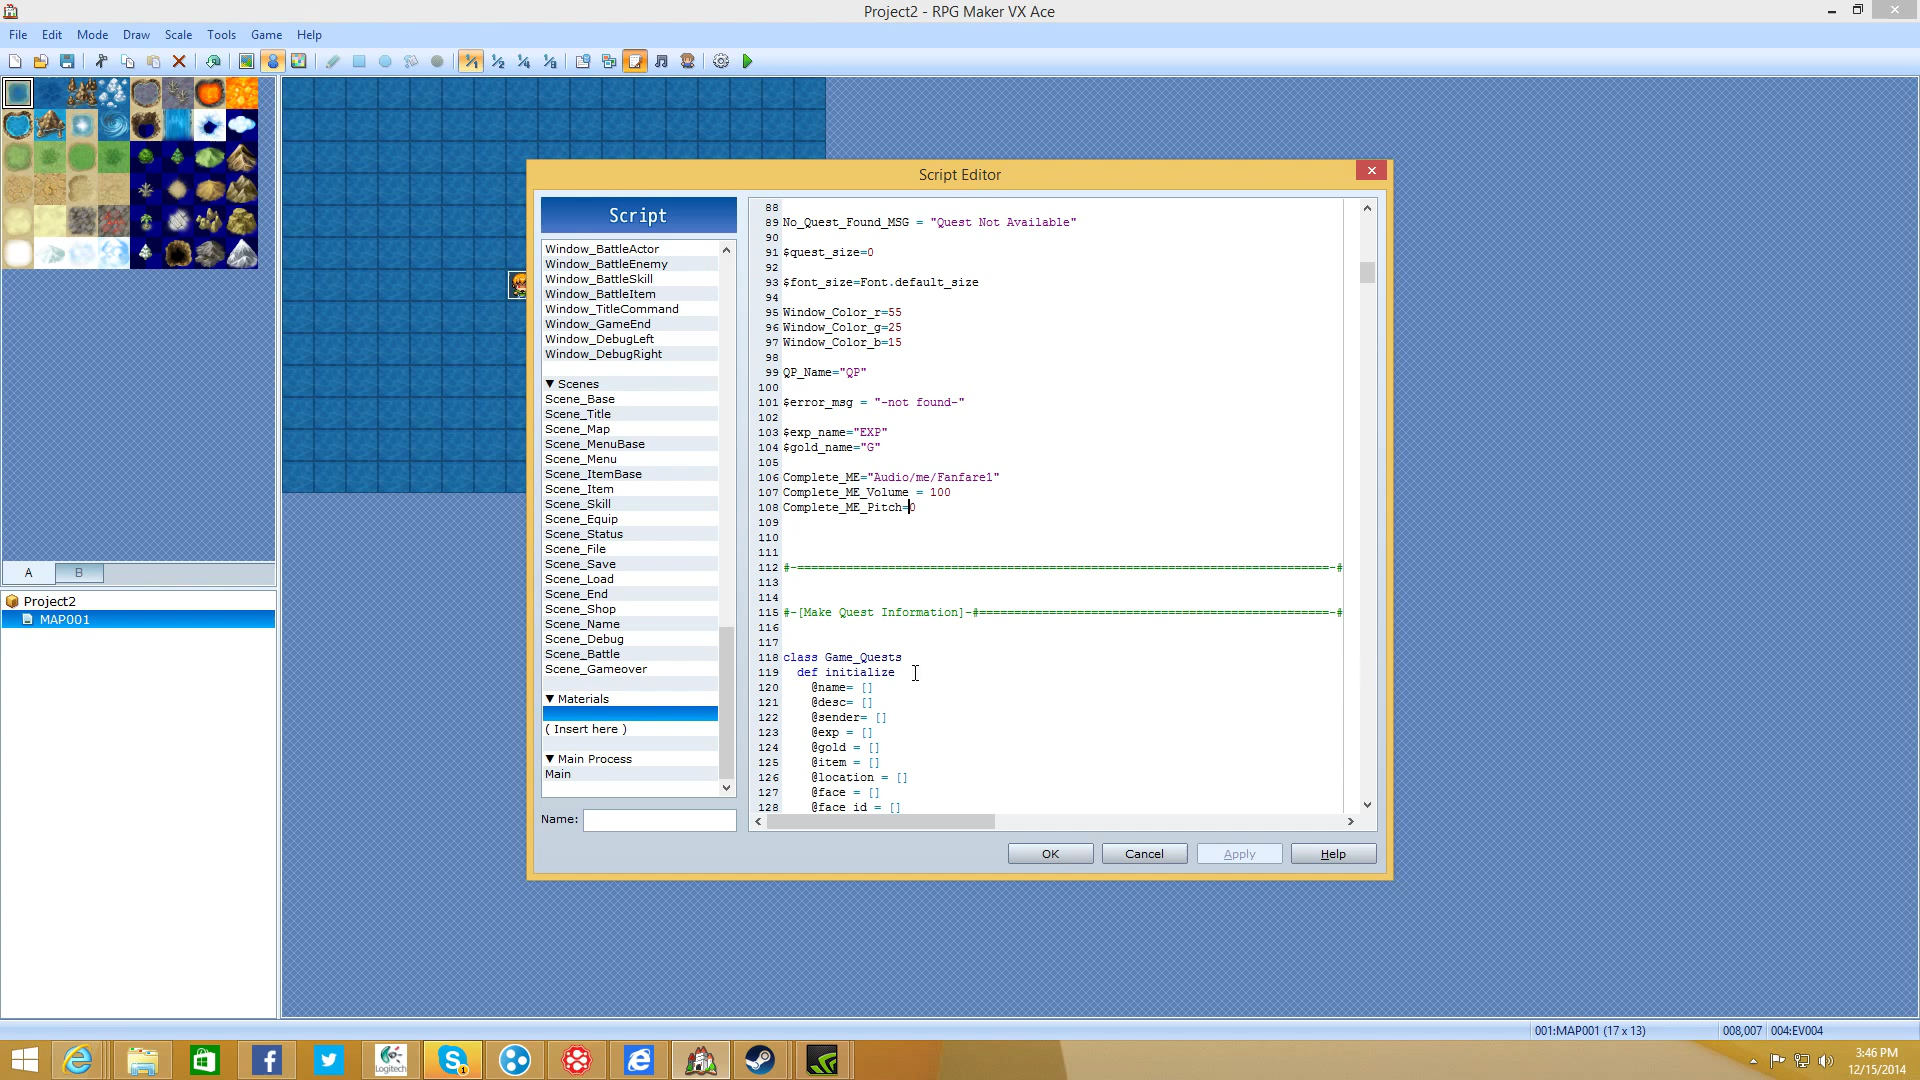 Project2 - RPG Maker VX Ace
File Edit Mode Draw Scale Tools Game Help
Script Editor
Script
Window_BattleActor
Window_BattleEnemy
Window_BattleSkill
Window_BattleItem
Window_TitleCommand
Window_GameEnd
Window_DebugLeft
Window_DebugRight
▼ Scenes
Scene_Base
Scene_Title
Scene_Map
Scene_MenuBase
Scene_Menu
Scene_ItemBase
Scene_Item
Scene_Skill
Scene_Equip
Scene_Status
Scene_File
Scene_Save
Scene_Load
Scene_End
Scene_Shop
Scene_Name
Scene_Debug
Scene_Battle
Scene_Gameover
▼ Materials
( Insert here )
▼ Main Process
Main
Name:
88
89 No_Quest_Found_MSG = "Quest Not Available"
90
91 $quest_size=0
92
93 $font_size=Font.default_size
94
95 Window_Color_r=55
96 Window_Color_g=25
97 Window_Color_b=15
98
99 QP_Name="QP"
100
101 $error_msg = "-not found-"
102
103 $exp_name="EXP"
104 $gold_name="G"
105
106 Complete_ME="Audio/me/Fanfare1"
107 Complete_ME_Volume = 100
108 Complete_ME_Pitch=0
109
110
111
112 #-============================================================================-#
113
114
115 #-[Make Quest Information]-#===================================================-#
116
117
118 class Game_Quests
119 def initialize
120 @name= []
121 @desc= []
122 @sender= []
123 @exp = []
124 @gold = []
125 @item = []
126 @location = []
127 @face = []
128 @face_id = []
OK Cancel Apply Help
A B
Project2
MAP001
001:MAP001 (17 x 13) 008,007 004:EV004
Logitech
1
3:46 PM
12/15/2014